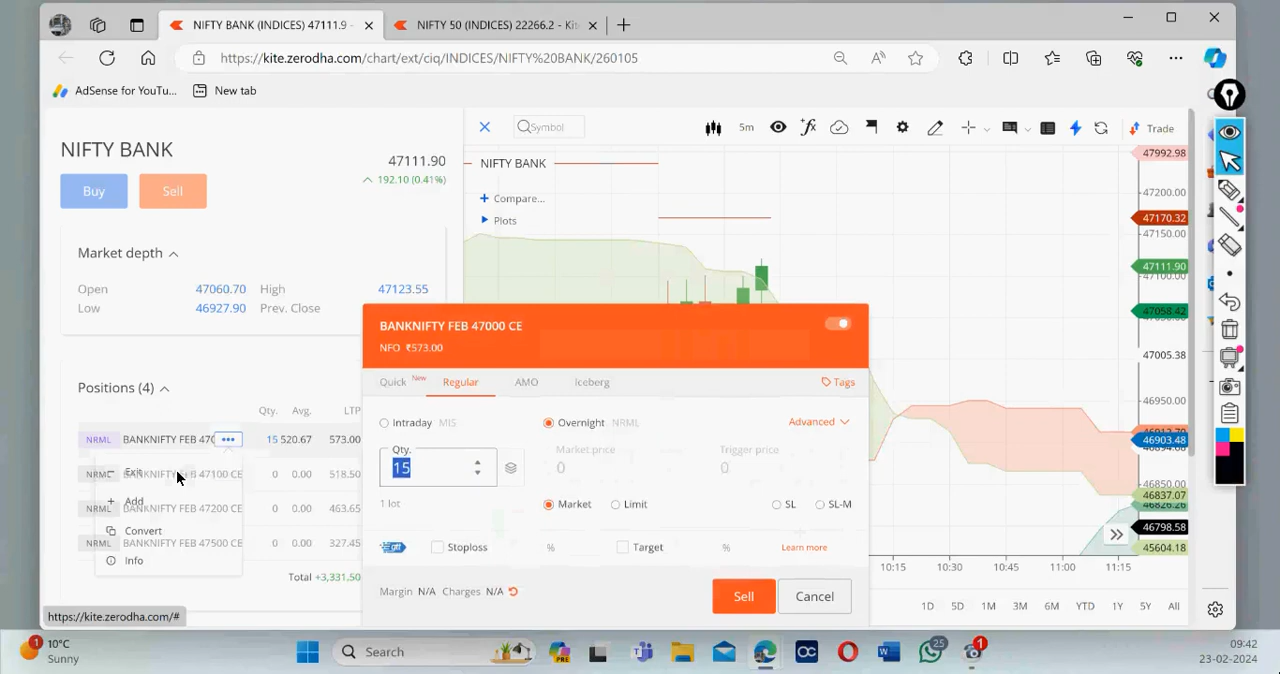 NIFTY BANK (INDICES) 47111.9 -
NIFTY 50 (INDICES) 22266.2 - Kit
https://kite.zerodha.com/chart/ext/ciq/INDICES/NIFTY%20BANK/260105
AdSense for YouTu...
New tab
NIFTY BANK
47111.90
192.10 (0.41%)
Buy
Sell
Symbol
5m
Trade
NIFTY BANK
Compare...
Plots
47992.98
47200.00
47170.32
47150.00
47111.90
47100.00
47058.42
47005.38
46950.00
46903.48
46850.00
46837.07
46826.26
46798.58
45604.18
Market depth
Open 47060.70 High 47123.55
Low 46927.90 Prev. Close
Positions (4)
Qty. Avg. LTP
NRML BANKNIFTY FEB 470 15 520.67 573.00
NRML BANKNIFTY FEB 47100 CE 0 0.00 518.50
NRML BANKNIFTY FEB 47200 CE 0 0.00 463.65
NRML BANKNIFTY FEB 47500 CE 0 0.00 327.45
Total +3,331.50
Exit
Add
Convert
Info
BANKNIFTY FEB 47000 CE
NFO ₹573.00
Quick New Regular AMO Iceberg Tags
Intraday MIS Overnight NRML Advanced
Qty. Market price Trigger price
15 0 0
1 lot Market Limit SL SL-M
gtt Stoploss % Target % Learn more
Margin N/A Charges N/A
Sell Cancel
10:15 10:30 10:45 11:00 11:15
1D 5D 1M 3M 6M YTD 1Y 5Y All
https://kite.zerodha.com/#
10°C
Sunny
Search
PRE
25
1
09:42
23-02-2024